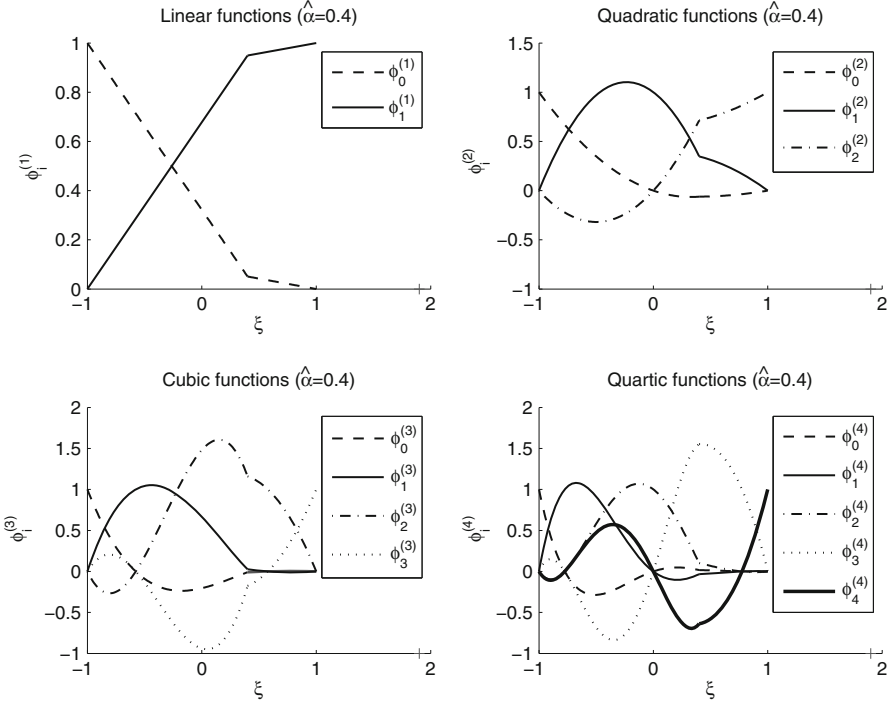 Linear functions (α̂=0.4)
1
0.8
0.6
0.4
0.2
0
−1
0
1
2
ξ
ϕ_i^(1)
ϕ_0^(1)
ϕ_1^(1)
Quadratic functions (α̂=0.4)
1.5
1
0.5
0
−0.5
−1
−1
0
1
2
ξ
ϕ_i^(2)
ϕ_0^(2)
ϕ_1^(2)
ϕ_2^(2)
Cubic functions (α̂=0.4)
2
1.5
1
0.5
0
−0.5
−1
−1
0
1
2
ξ
ϕ_i^(3)
ϕ_0^(3)
ϕ_1^(3)
ϕ_2^(3)
ϕ_3^(3)
Quartic functions (α̂=0.4)
2
1.5
1
0.5
0
−0.5
−1
−1
0
1
2
ξ
ϕ_i^(4)
ϕ_0^(4)
ϕ_1^(4)
ϕ_2^(4)
ϕ_3^(4)
ϕ_4^(4)